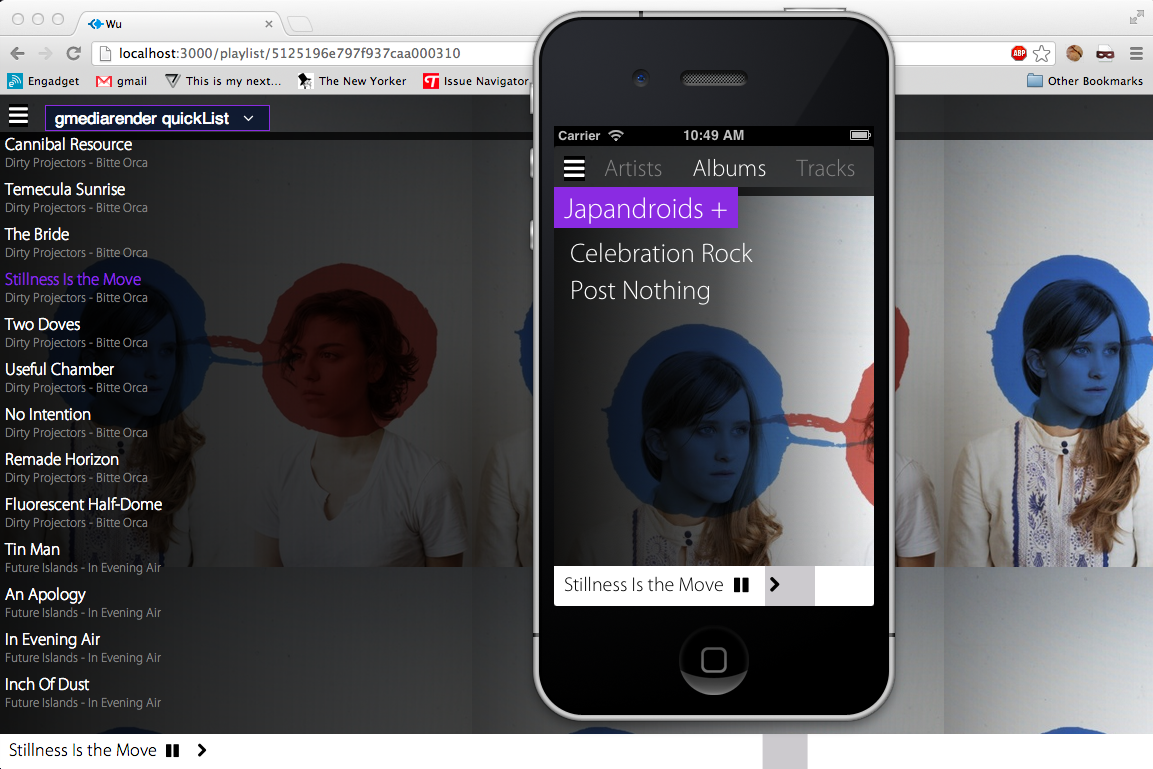 Wu
localhost:3000/playlist/5125196e797f937caa000310
ABP
Engadget
gmail
This is my next...
The New Yorker
Issue Navigator
Other Bookmarks
gmediarender quickList
Cannibal Resource
Dirty Projectors - Bitte Orca
Temecula Sunrise
Dirty Projectors - Bitte Orca
The Bride
Dirty Projectors - Bitte Orca
Stillness Is the Move
Dirty Projectors - Bitte Orca
Two Doves
Dirty Projectors - Bitte Orca
Useful Chamber
Dirty Projectors - Bitte Orca
No Intention
Dirty Projectors - Bitte Orca
Remade Horizon
Dirty Projectors - Bitte Orca
Fluorescent Half-Dome
Dirty Projectors - Bitte Orca
Tin Man
Future Islands - In Evening Air
An Apology
Future Islands - In Evening Air
In Evening Air
Future Islands - In Evening Air
Inch Of Dust
Future Islands - In Evening Air
Stillness Is the Move
Carrier 10:49 AM
Artists Albums Tracks
Japandroids +
Celebration Rock
Post Nothing
Stillness Is the Move